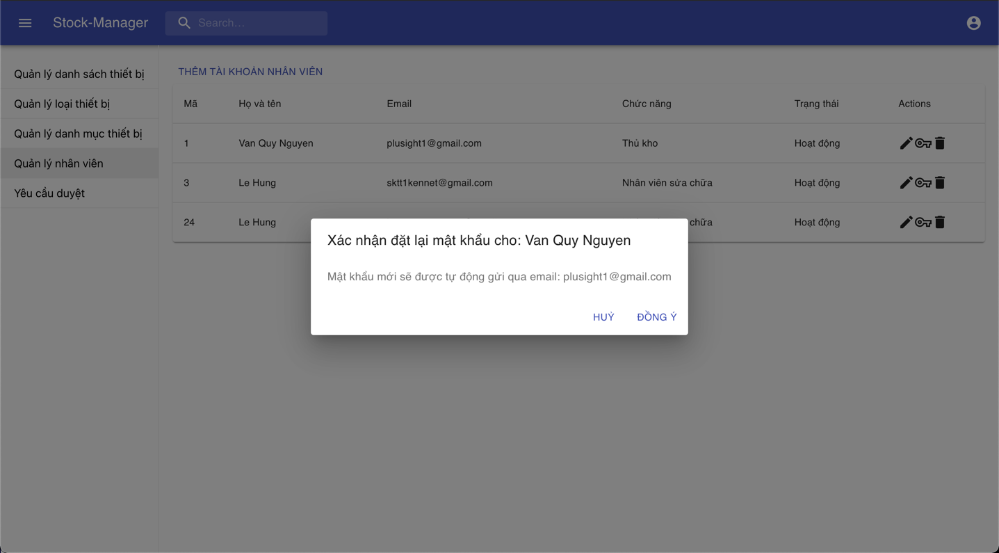 Stock-Manager
Search...
Quản lý danh sách thiết bị
Quản lý loại thiết bị
Quản lý danh mục thiết bị
Quản lý nhân viên
Yêu cầu duyệt
THÊM TÀI KHOẢN NHÂN VIÊN
Mã Họ và tên Email Chức năng Trạng thái Actions
1 Van Quy Nguyen plusight1@gmail.com Thủ kho Hoạt động
3 Le Hung sktt1kennet@gmail.com Nhân viên sửa chữa Hoạt động
24 Le Hung chữa Hoạt động
Xác nhận đặt lại mật khẩu cho: Van Quy Nguyen
Mật khẩu mới sẽ được tự động gửi qua email: plusight1@gmail.com
HUỶ ĐỒNG Ý